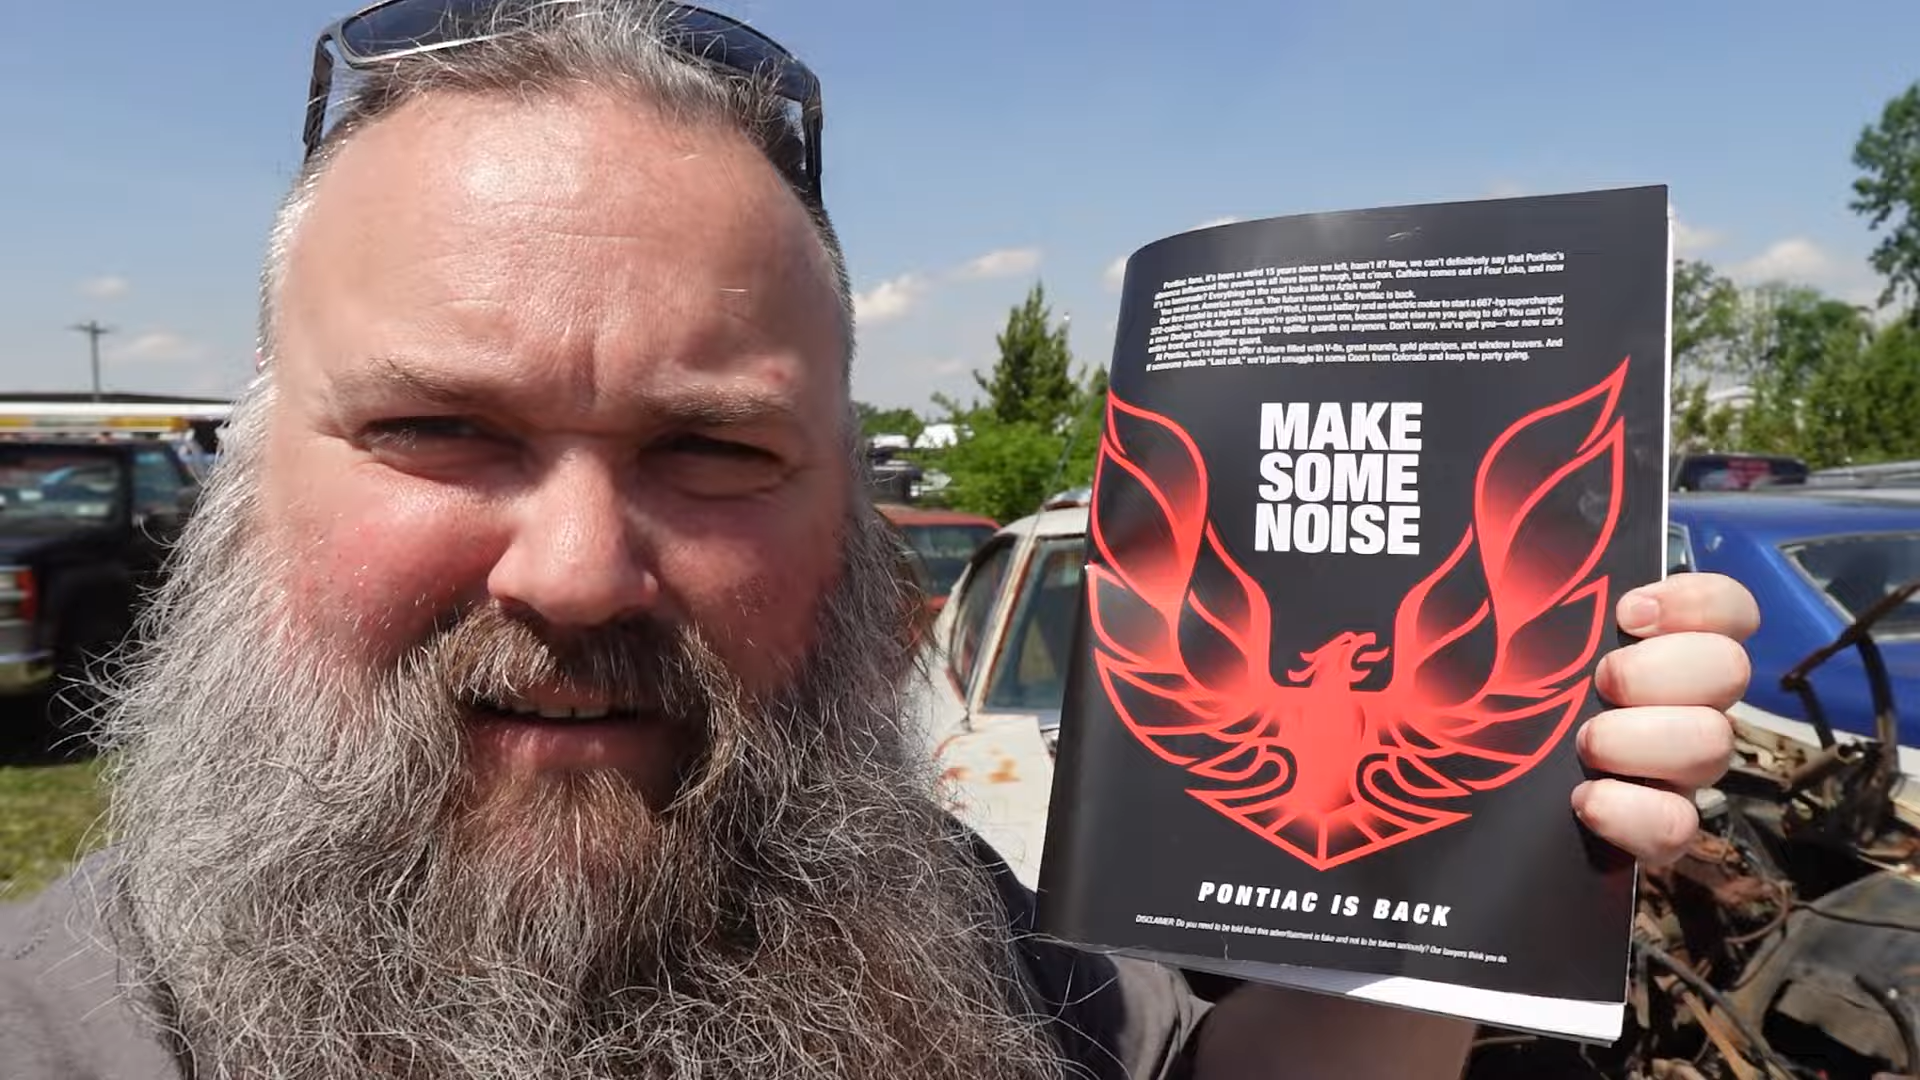 Pontiac fans, it's been a weird 15 years since we left, hasn't it? Now, we can't definitively say that Pontiac's
absence influenced the events we all have been through, but c'mon. Caffeine comes out of Four Loko, and now
it's in lemonade? Everything on the road looks like an Aztek now?
You need us. America needs us. The future needs us. So Pontiac is back.
Our first model is a hybrid. Surprised? Well, it uses a battery and an electric motor to start a 667-hp supercharged
372-cubic-inch V-8. And we think you're going to want one, because what else are you going to do? You can't buy
a new Dodge Challenger and leave the splitter guards on anymore. Don't worry, we've got you—our new car's
entire front end is a splitter guard.
At Pontiac, we're here to offer a future filled with V-8s, great sounds, gold pinstripes, and window louvers. And
if someone shouts "Last call," we'll just smuggle in some Coors from Colorado and keep the party going.
MAKE
SOME
NOISE
PONTIAC IS BACK
DISCLAIMER: Do you need to be told that this advertisement is fake and not to be taken seriously? Our lawyers think you do.